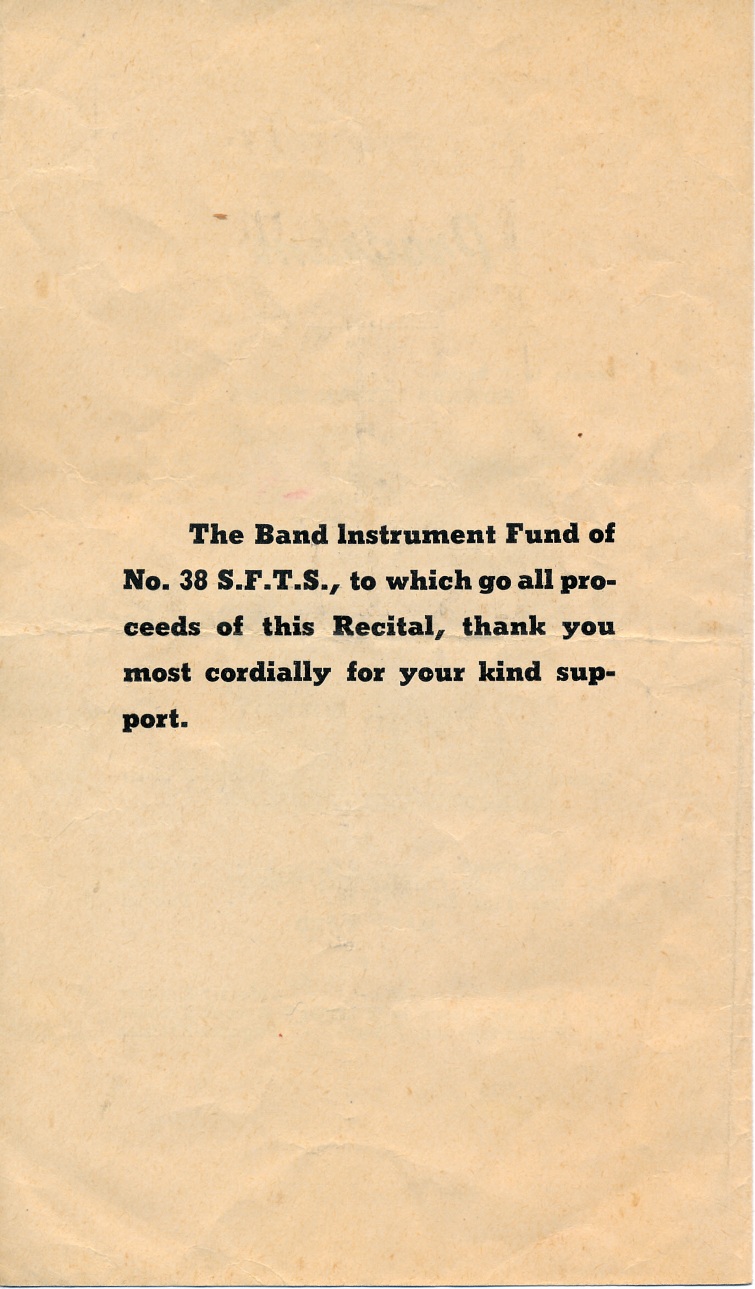 The Band Instrument Fund of
No. 38 S.F.T.S., to which go all pro-
ceeds of this Recital, thank you
most cordially for your kind sup-
port.